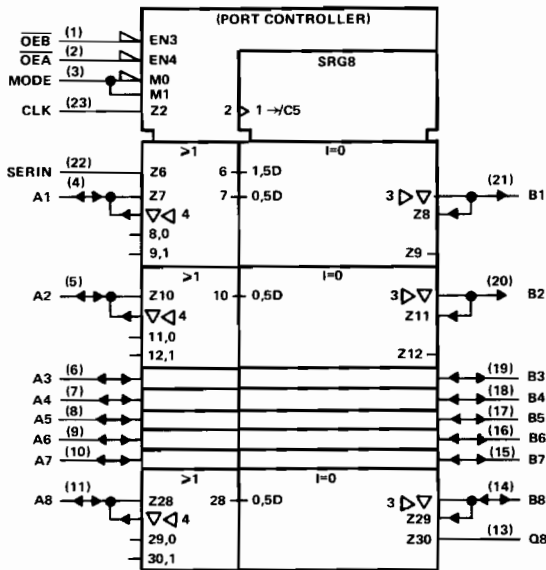 (PORT CONTROLLER)
OEB (1) EN3
OEA (2) EN4
MODE (3) M0
M1
CLK (23) Z2
SRG8
2 1 →/C5
≥1 I=0
SERIN (22) Z6 6 1,5D
A1 (4) Z7 7 0,5D 3 (21) B1
4 Z8
8,0
9,1 Z9
≥1 I=0
A2 (5) Z10 10 0,5D 3 (20) B2
4 Z11
11,0
12,1 Z12
A3 (6) (19) B3
A4 (7) (18) B4
A5 (8) (17) B5
A6 (9) (16) B6
A7 (10) (15) B7
≥1 I=0
A8 (11) Z28 28 0,5D 3 (14) B8
4 Z29
29,0
30,1 Z30 (13) Q8